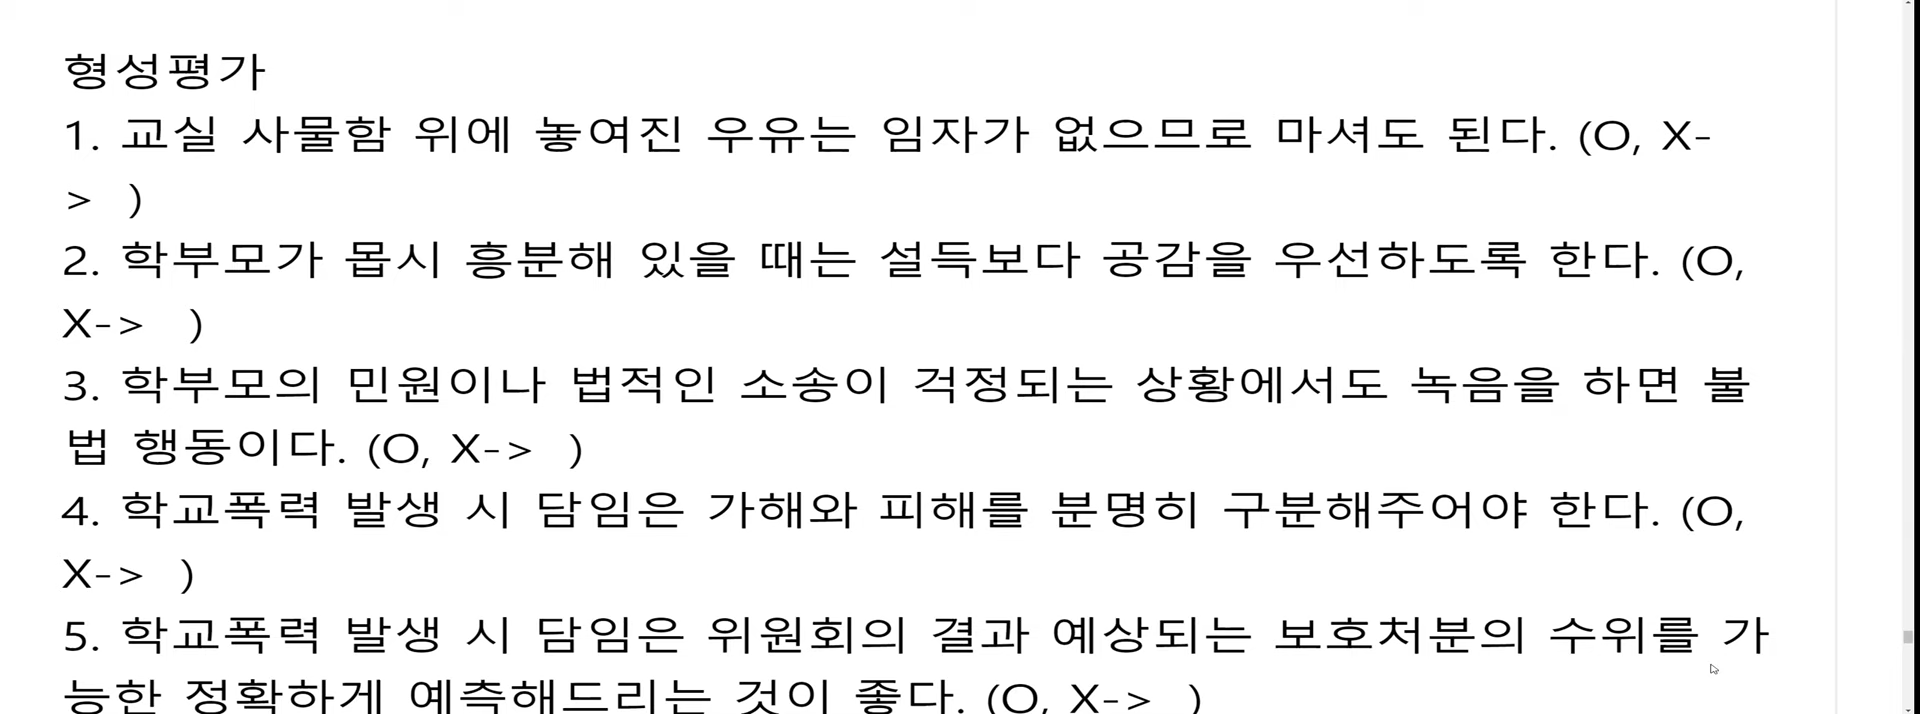 형성평가
1. 교실 사물함 위에 놓여진 우유는 임자가 없으므로 마셔도 된다. (O, X-
>  )
2. 학부모가 몹시 흥분해 있을 때는 설득보다 공감을 우선하도록 한다. (O,
X->  )
3. 학부모의 민원이나 법적인 소송이 걱정되는 상황에서도 녹음을 하면 불
법 행동이다. (O, X->  )
4. 학교폭력 발생 시 담임은 가해와 피해를 분명히 구분해주어야 한다. (O,
X->  )
5. 학교폭력 발생 시 담임은 위원회의 결과 예상되는 보호처분의 수위를 가
능한 정확하게 예측해드리는 것이 좋다. (O, X->  )